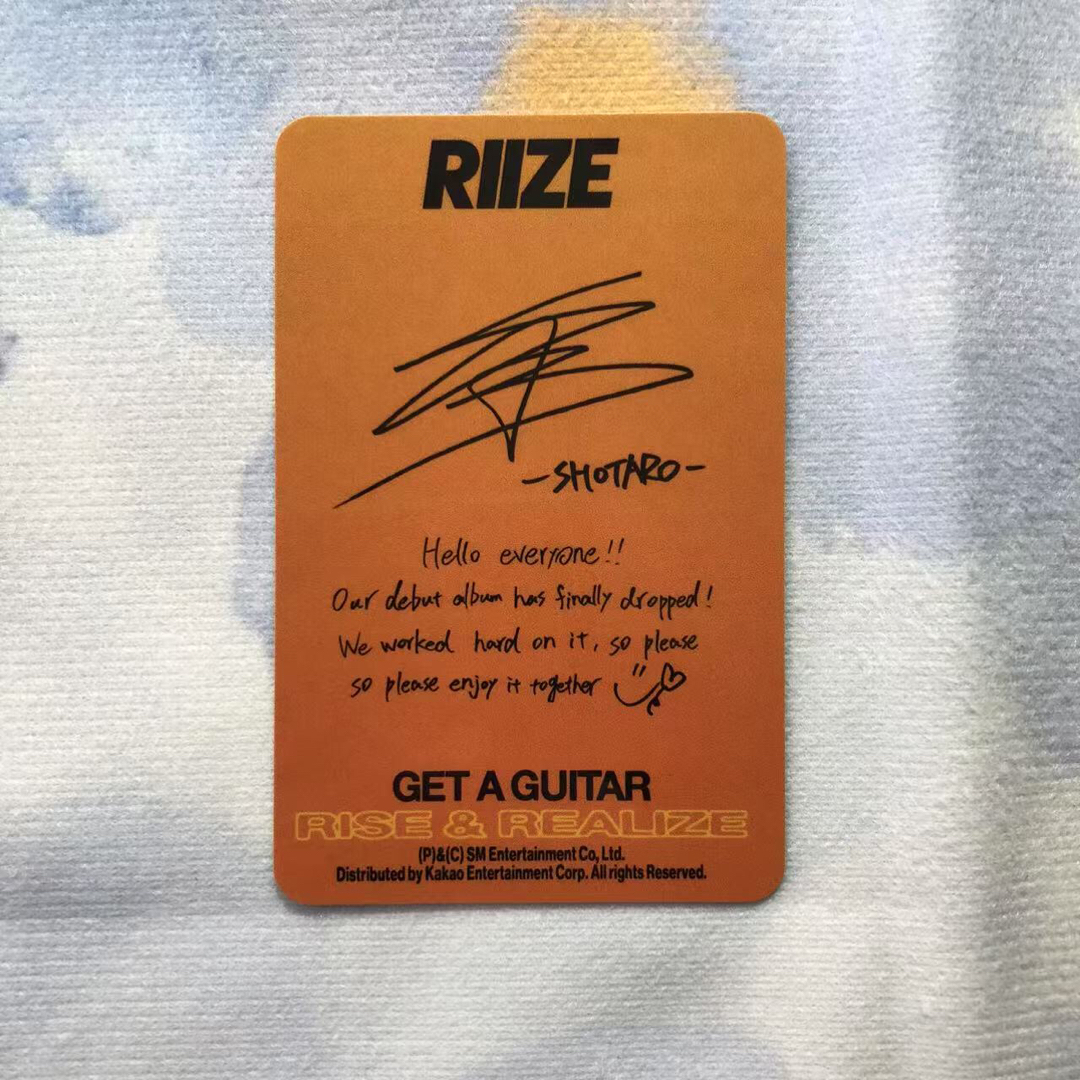 RIIZE
-SHOTARO-
Hello everyone!!
Our debut album has finally dropped!
We worked hard on it, so please
so please enjoy it together
GET A GUITAR
RISE & REALIZE
(P)&(C) SM Entertainment Co, Ltd.
Distributed by Kakao Entertainment Corp. All rights Reserved.